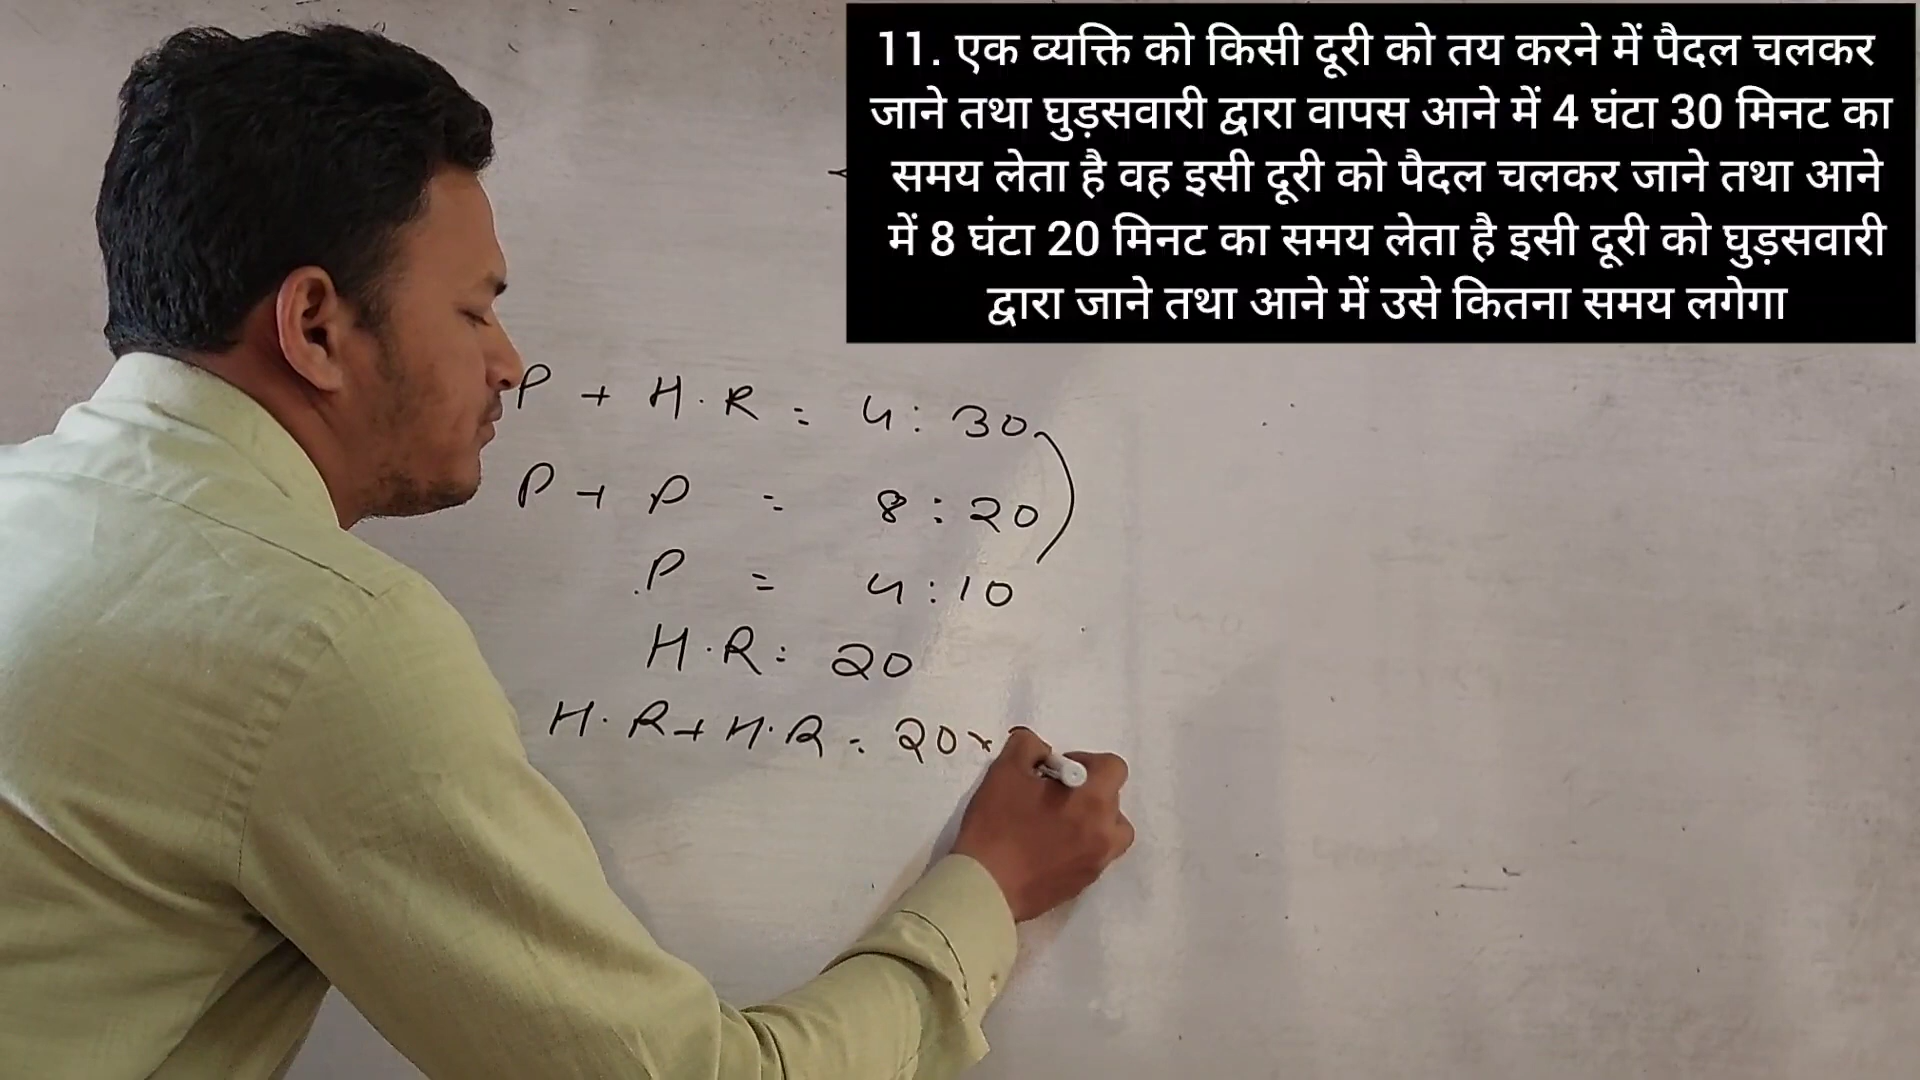 11. एक व्यक्ति को किसी दूरी को तय करने में पैदल चलकर
जाने तथा घुड़सवारी द्वारा वापस आने में 4 घंटा 30 मिनट का
समय लेता है वह इसी दूरी को पैदल चलकर जाने तथा आने
में 8 घंटा 20 मिनट का समय लेता है इसी दूरी को घुड़सवारी
द्वारा जाने तथा आने में उसे कितना समय लगेगा
P + H.R = 4:30
P + P = 8:20
P = 4:10
H.R = 20
H.R + H.R = 20×